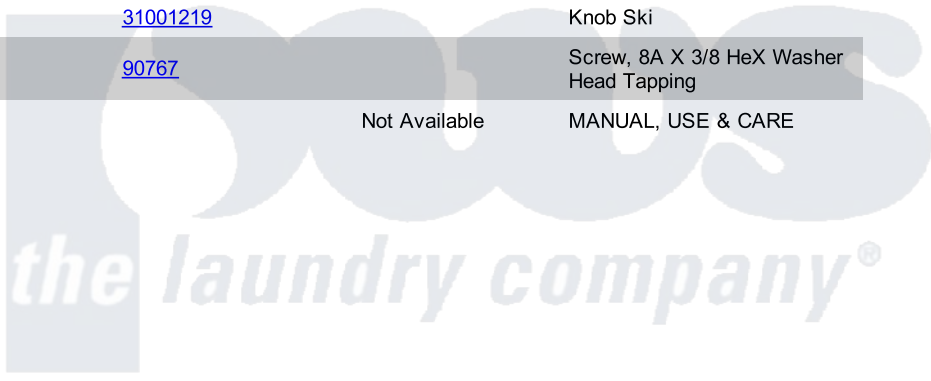 31001219 Knob Ski
90767 Screw, 8A X 3/8 HeX Washer
Head Tapping
Not Available MANUAL, USE & CARE
pws
the laundry company®